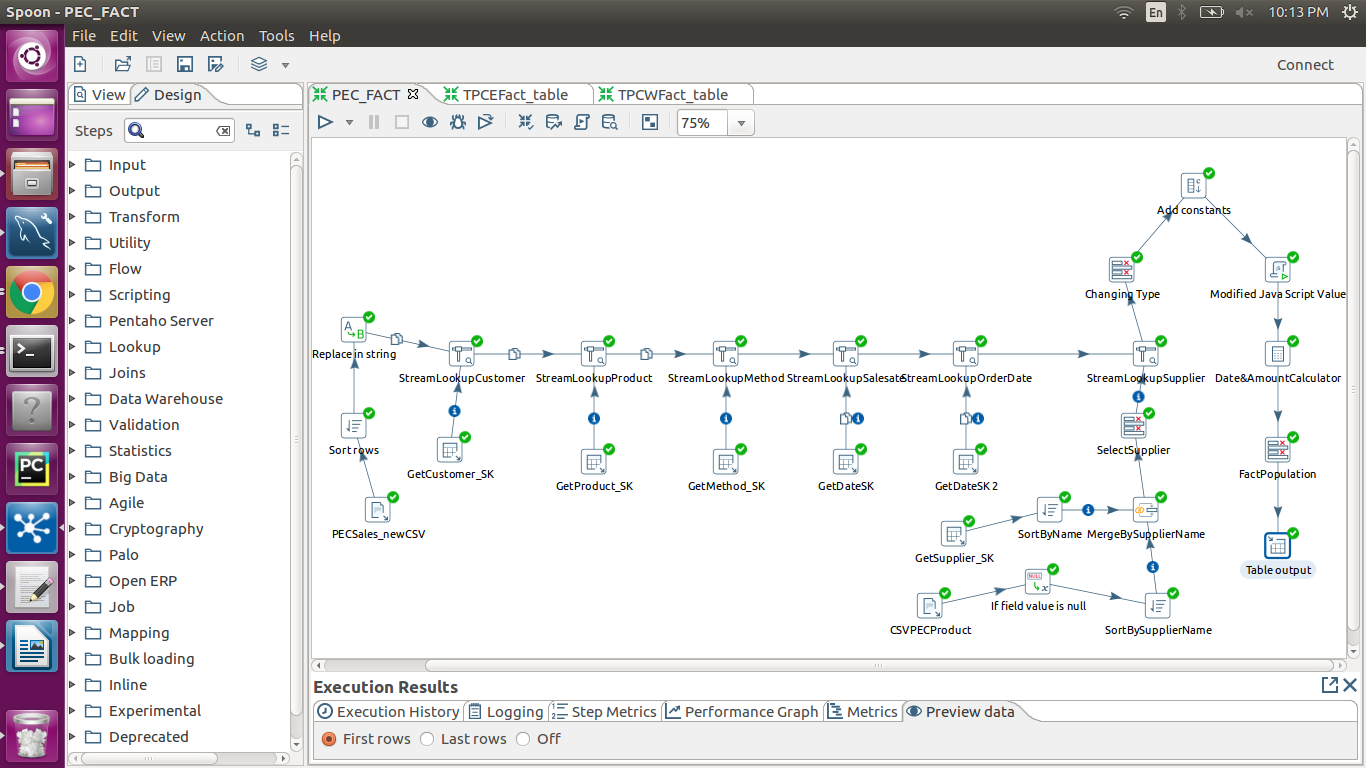 Spoon - PEC_FACT
En
10:13 PM
File Edit View Action Tools Help
Connect
View Design
PEC_FACT TPCEFact_table TPCWFact_table
Steps
75%
Input
Output
Transform
Utility
Flow
Scripting
Pentaho Server
Lookup
Joins
Data Warehouse
Validation
Statistics
Big Data
Agile
Cryptography
Palo
Open ERP
Job
Mapping
Bulk loading
Inline
Experimental
Deprecated
Add constants
Changing Type
Modified Java Script Value
Replace in string
StreamLookupCustomer
StreamLookupProduct
StreamLookupMethod
StreamLookupSalesate
StreamLookupOrderDate
StreamLookupSupplier
Date&AmountCalculator
Sort rows
GetCustomer_SK
GetProduct_SK
GetMethod_SK
GetDateSK
GetDateSK 2
SelectSupplier
FactPopulation
PECSales_newCSV
GetSupplier_SK
SortByName
MergeBySupplierName
Table output
CSVPECProduct
If field value is null
SortBySupplierName
Execution Results
Execution History Logging Step Metrics Performance Graph Metrics Preview data
First rows Last rows Off